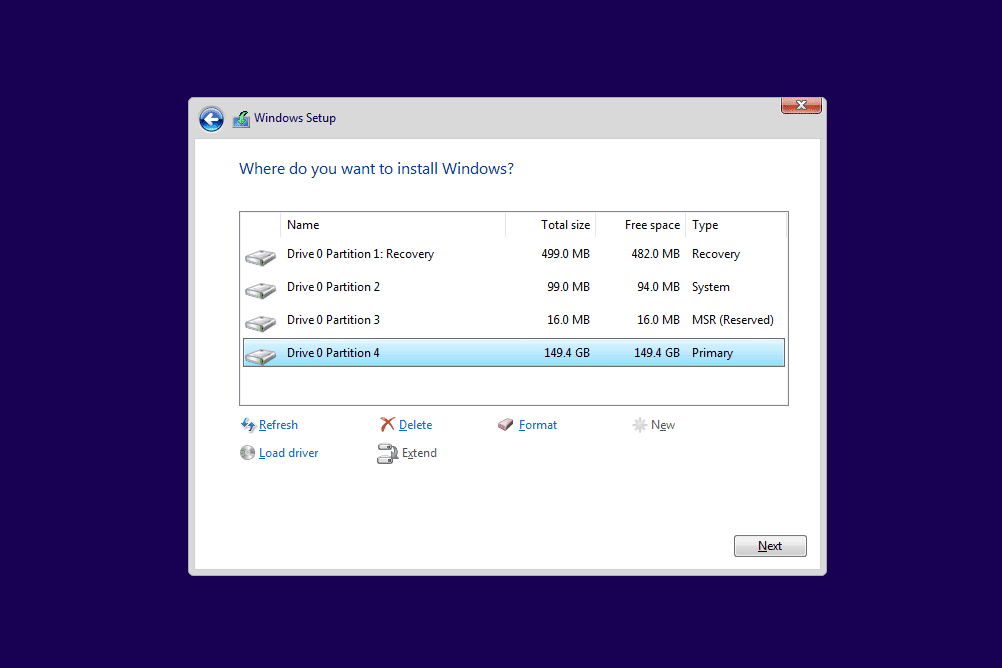 Windows Setup
Where do you want to install Windows?
Name Total size Free space Type
Drive 0 Partition 1: Recovery 499.0 MB 482.0 MB Recovery
Drive 0 Partition 2 99.0 MB 94.0 MB System
Drive 0 Partition 3 16.0 MB 16.0 MB MSR (Reserved)
Drive 0 Partition 4 149.4 GB 149.4 GB Primary
Refresh Delete Format New
Load driver Extend
Next